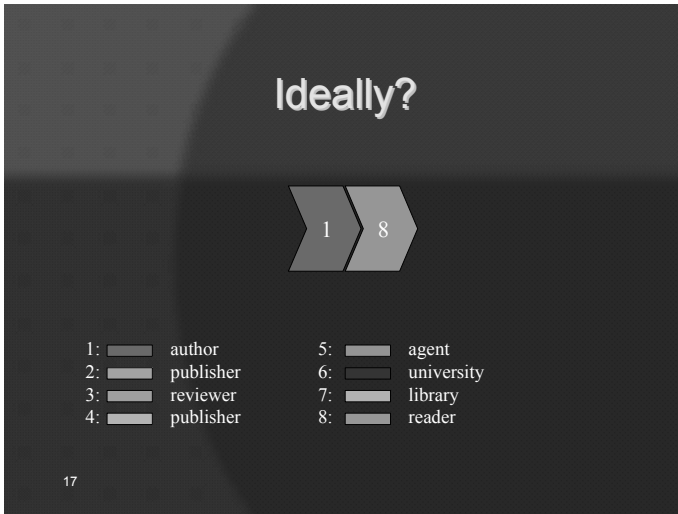 Ideally?
1 8
1: author
2: publisher
3: reviewer
4: publisher
5: agent
6: university
7: library
8: reader
17